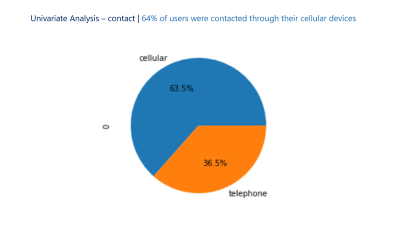 Univariate Analysis – contact | 64% of users were contacted through their cellular devices
cellular
63.5%
0
36.5%
telephone